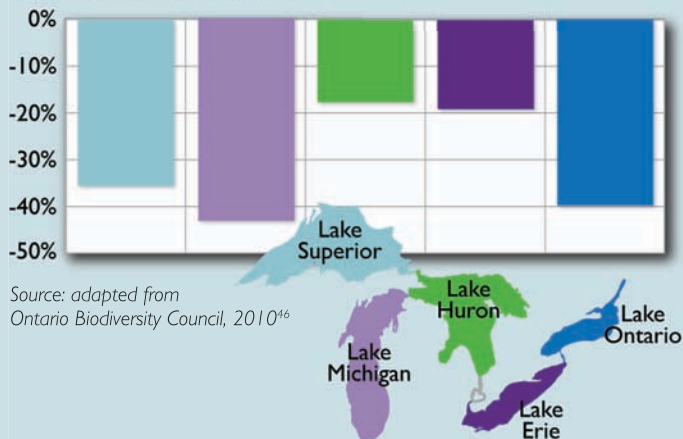 0%
-10%
-20%
-30%
-40%
-50%
Lake
Superior
Source: adapted from
Ontario Biodiversity Council, 2010⁴⁶
Lake
Huron
Lake
Ontario
Lake
Michigan
Lake
Erie